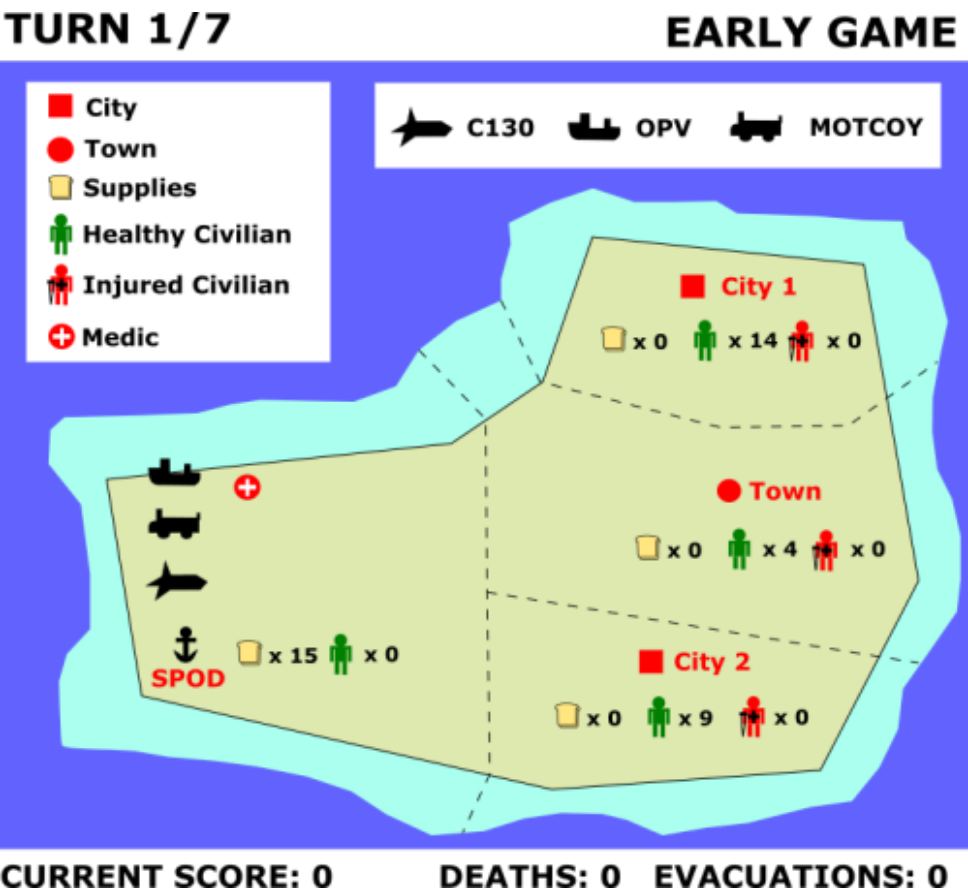 TURN 1/7 EARLY GAME
City
Town
Supplies
Healthy Civilian
Injured Civilian
Medic
C130 OPV MOTCOY
City 1
x 0 x 14 x 0
Town
x 0 x 4 x 0
SPOD
x 15 x 0
City 2
x 0 x 9 x 0
CURRENT SCORE: 0 DEATHS: 0 EVACUATIONS: 0